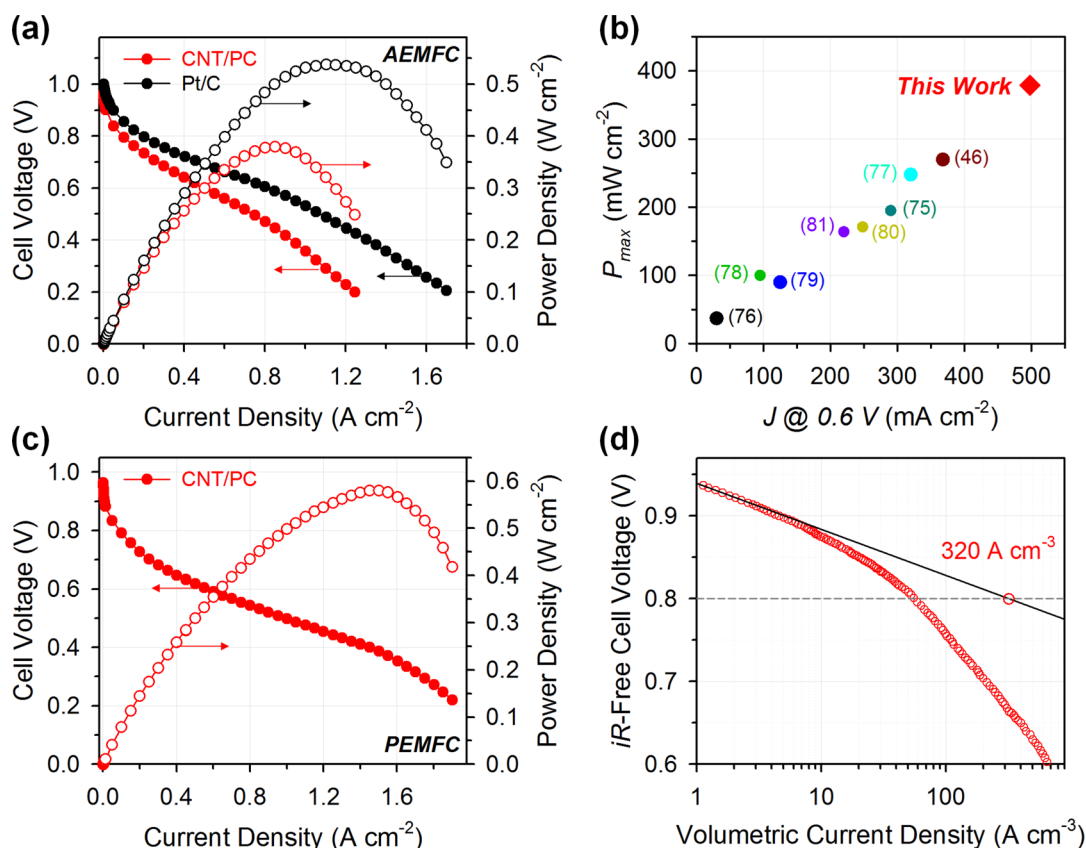 (a)
CNT/PC
Pt/C
AEMFC
1.0
0.8
0.6
0.4
0.2
0.0
Cell Voltage (V)
0.5
0.4
0.3
0.2
0.1
0.0
Power Density (W cm-2)
0.0 0.4 0.8 1.2 1.6
Current Density (A cm-2)
(b)
This Work
(46)
(77)
(75)
(81)
(80)
(78)
(79)
(76)
400
300
200
100
0
Pmax (mW cm-2)
0 100 200 300 400 500
J @ 0.6 V (mA cm-2)
(c)
CNT/PC
PEMFC
1.0
0.8
0.6
0.4
0.2
0.0
Cell Voltage (V)
0.6
0.5
0.4
0.3
0.2
0.1
0.0
Power Density (W cm-2)
0.0 0.4 0.8 1.2 1.6
Current Density (A cm-2)
(d)
320 A cm-3
0.9
0.8
0.7
0.6
iR-Free Cell Voltage (V)
1 10 100
Volumetric Current Density (A cm-3)